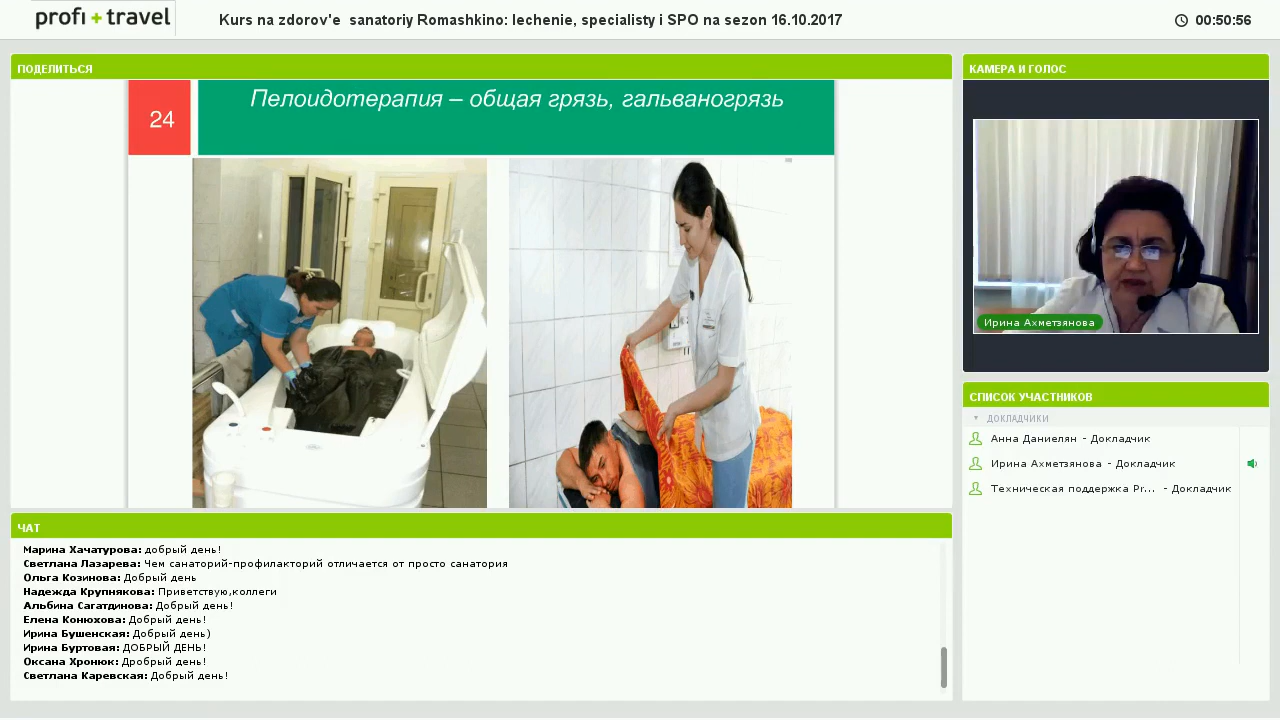 profi + travel
Kurs na zdorov'e sanatoriy Romashkino: lechenie, specialisty i SPO na sezon 16.10.2017
00:50:56
ПОДЕЛИТЬСЯ
24
Пелоидотерапия – общая грязь, гальваногрязь
КАМЕРА И ГОЛОС
Ирина Ахметзянова
СПИСОК УЧАСТНИКОВ
ДОКЛАДЧИКИ
Анна Даниелян - Докладчик
Ирина Ахметзянова - Докладчик
Техническая поддержка Pr... - Докладчик
ЧАТ
Марина Хачатурова: добрый день!
Светлана Лазарева: Чем санаторий-профилакторий отличается от просто санатория
Ольга Козинова: Добрый день
Надежда Крупнякова: Приветствую,коллеги
Альбина Сагатдинова: Добрый день!
Елена Конюхова: Добрый день!
Ирина Бушенская: Добрый день)
Ирина Буртовая: ДОБРЫЙ ДЕНЬ!
Оксана Хронюк: Дробрый день!
Светлана Каревская: Добрый день!